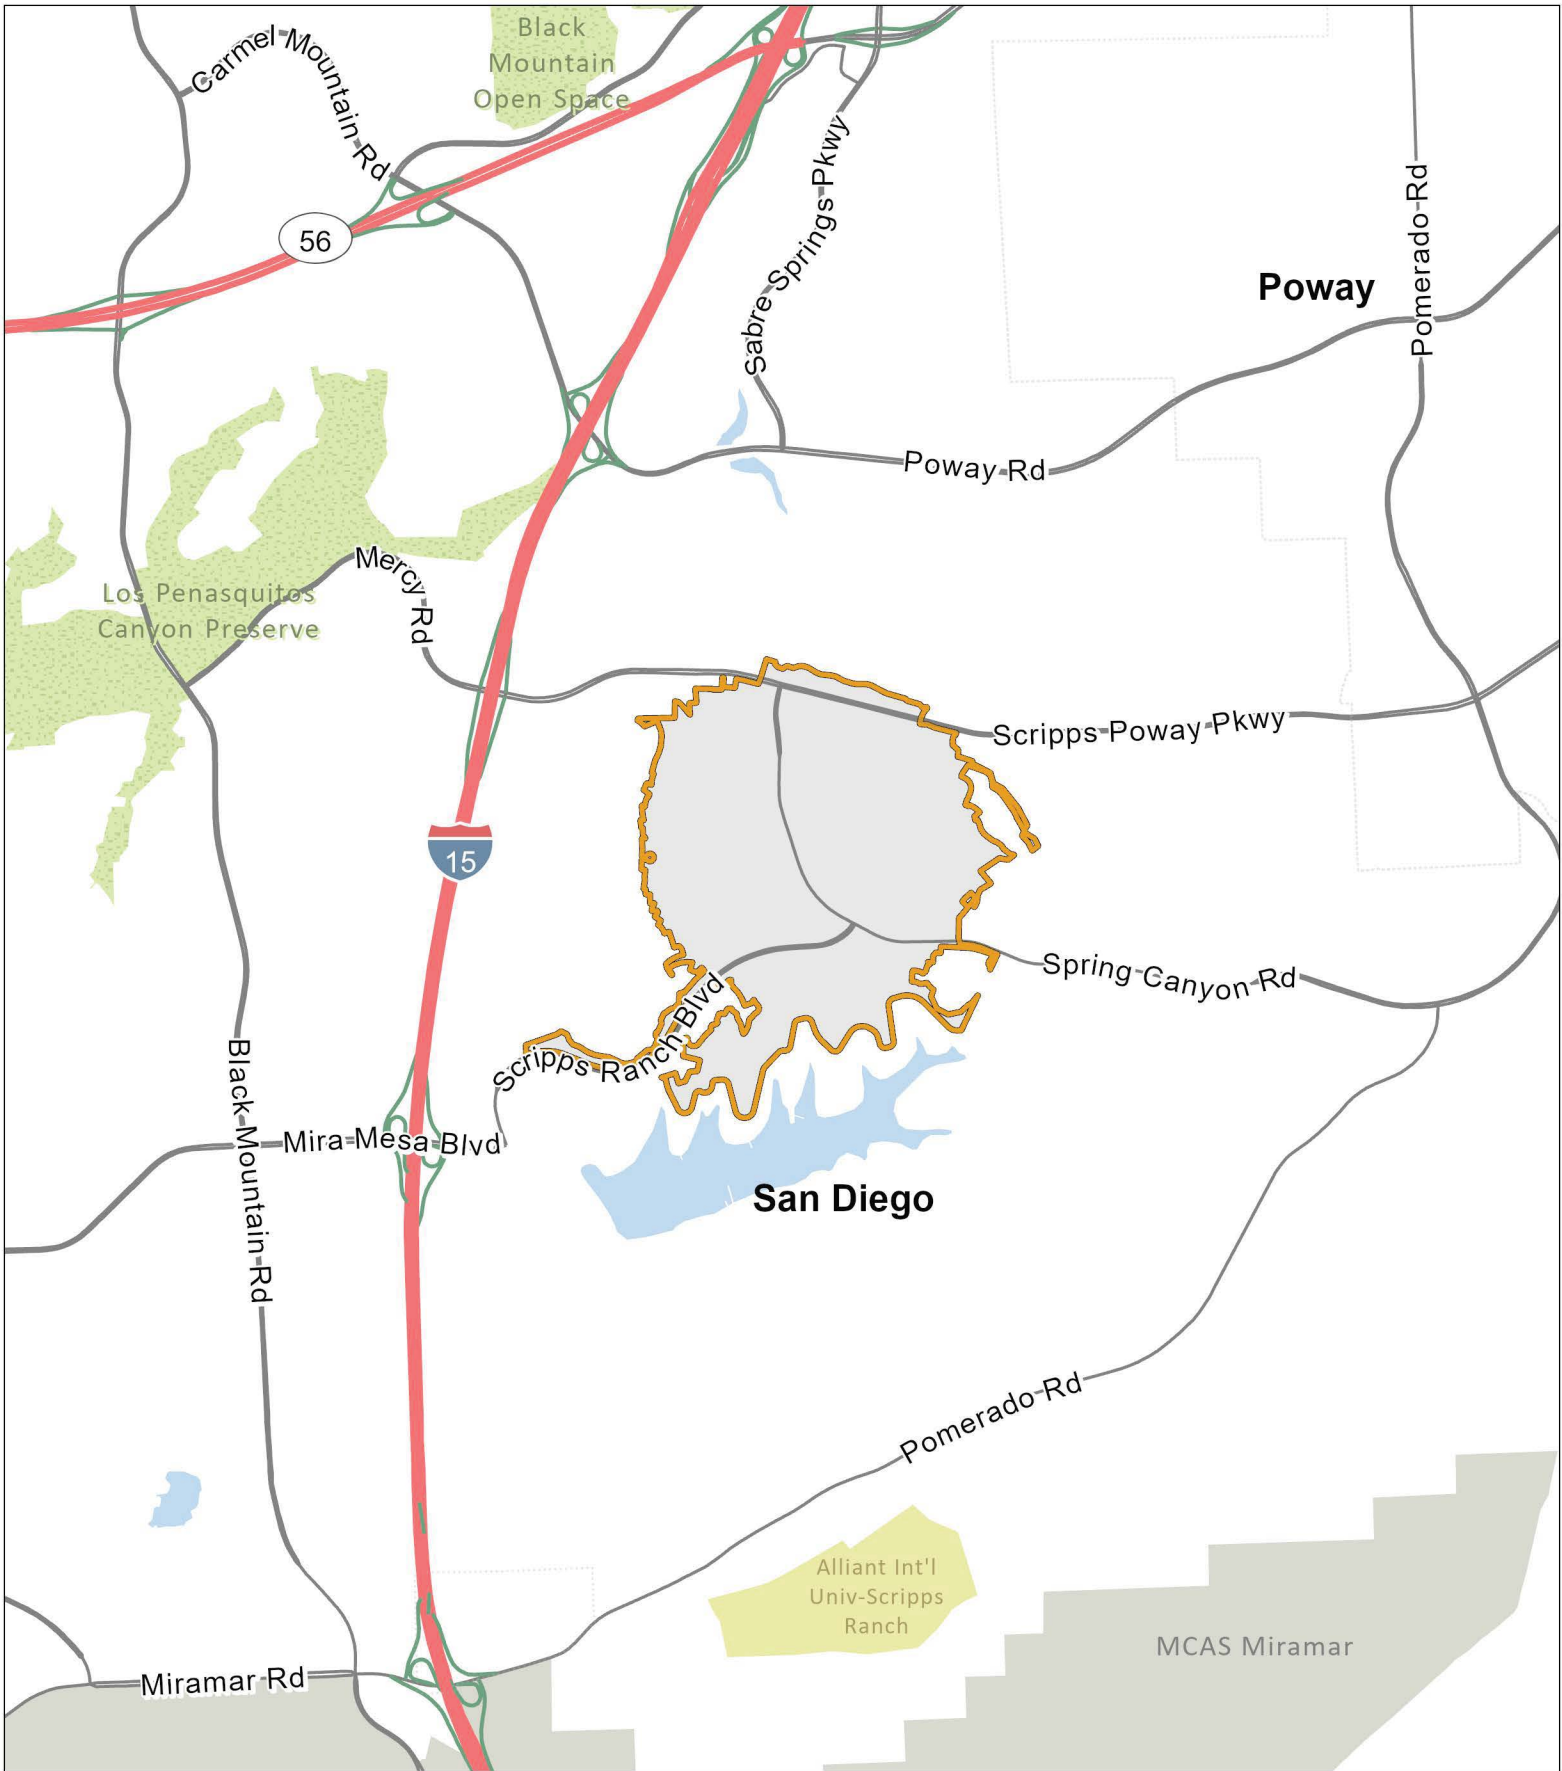 Black
Mountain
Open Space
Carmel Mountain Rd
56
Sabre Springs Pkwy
Pomerado Rd
Poway
Poway Rd
Mercy Rd
Los Penasquitos
Canyon Preserve
Scripps Poway Pkwy
15
Spring Canyon Rd
Scripps Ranch Blvd
Black Mountain Rd
Mira Mesa Blvd
San Diego
Pomerado Rd
Alliant Int'l
Univ-Scripps
Ranch
MCAS Miramar
Miramar Rd